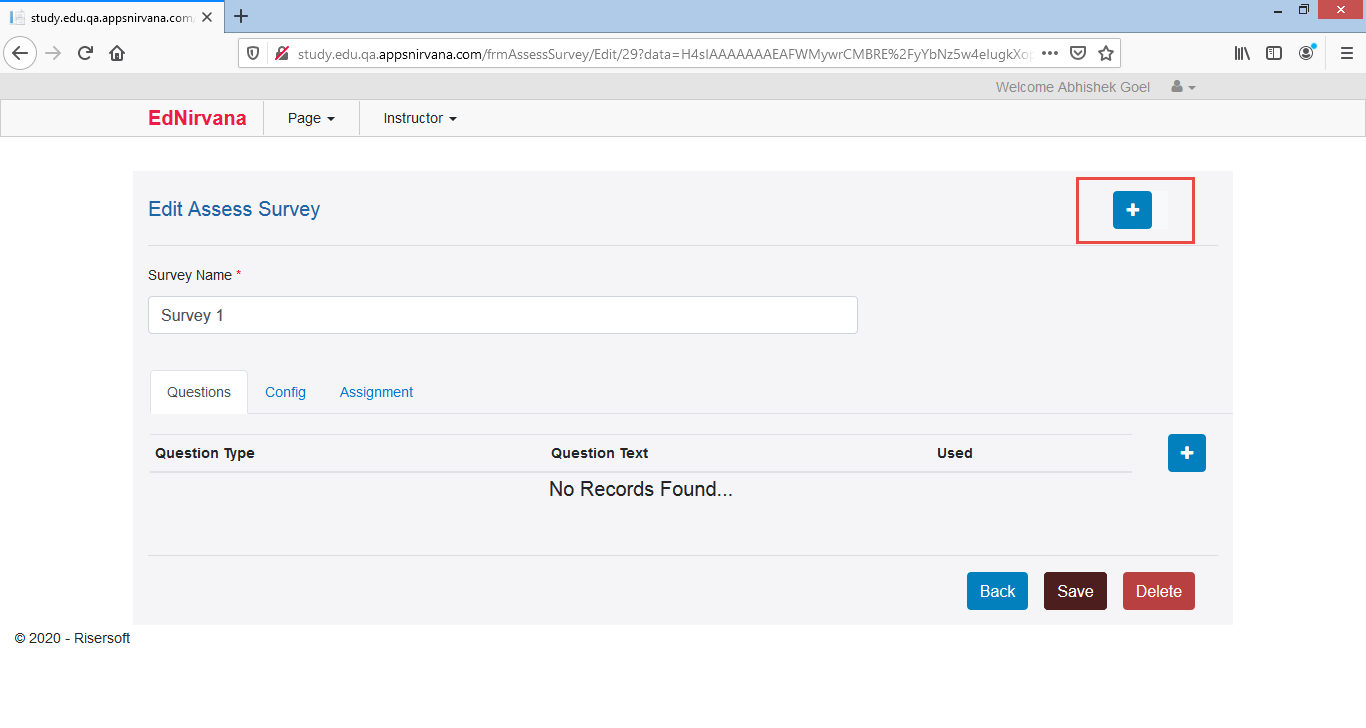 study.edu.qa.appsnirvana.com
study.edu.qa.appsnirvana.com/frmAssessSurvey/Edit/29?data=H4sIAAAAAAAEAFWMywrCMBRE%2FyYbNz5w4eIugkXop
Welcome Abhishek Goel
EdNirvana Page Instructor
Edit Assess Survey
Survey Name *
Survey 1
Questions Config Assignment
Question Type Question Text Used
No Records Found...
Back Save Delete
© 2020 - Risersoft